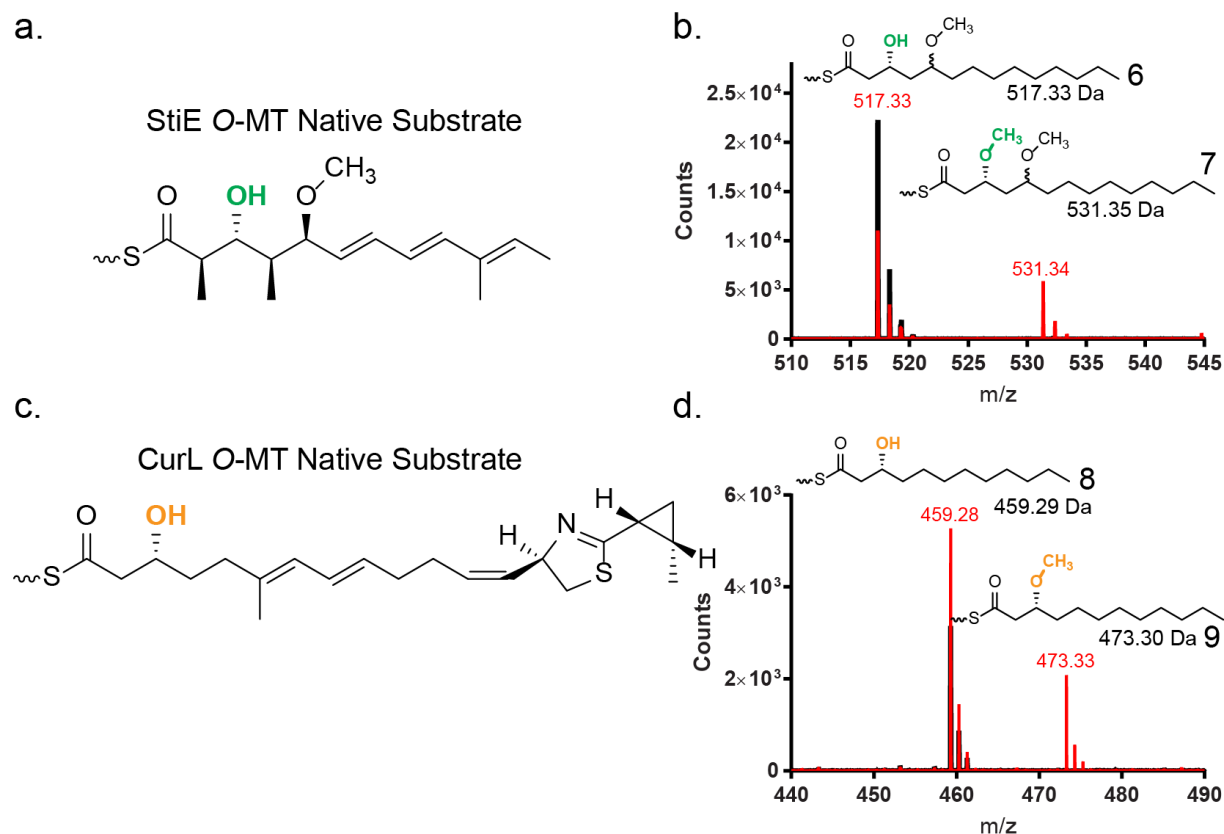 a.
StiE O-MT Native Substrate
O
OH
O
CH3
S
b.
O
OH
O
CH3
S
6
517.33 Da
517.33
2.5×10⁴
2×10⁴
1.5×10⁴
1×10⁴
5×10³
0
Counts
O
O
CH3
O
CH3
S
7
531.35 Da
531.34
510 515 520 525 530 535 540 545
m/z
c.
CurL O-MT Native Substrate
O
OH
S
H
N
S
H
H
d.
O
OH
S
8
459.29 Da
459.28
6×10³
4×10³
2×10³
0
Counts
O
O
CH3
S
473.30 Da 9
473.33
440 450 460 470 480 490
m/z